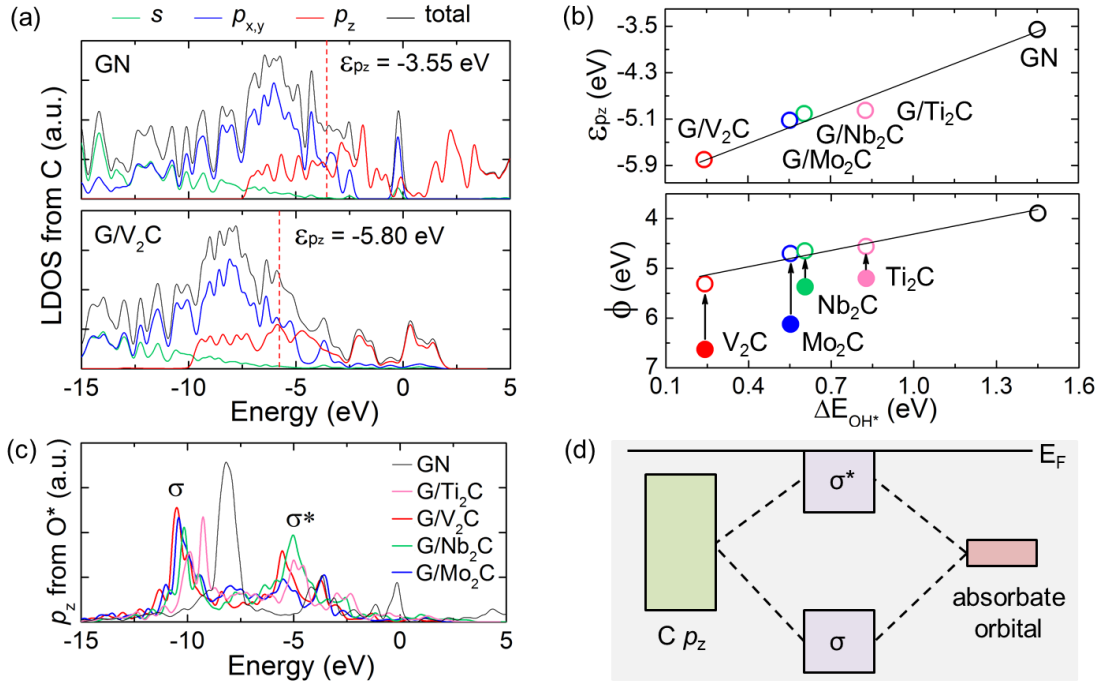 (a)
s p_x,y p_z total
GN
ε_pz = -3.55 eV
G/V₂C
ε_pz = -5.80 eV
LDOS from C (a.u.)
-15 -10 -5 0 5
Energy (eV)
(b)
-3.5
-4.3
-5.1
-5.9
ε_pz (eV)
GN
G/Ti₂C
G/V₂C
G/Nb₂C
G/Mo₂C
4
5
6
7
ϕ (eV)
Ti₂C
Nb₂C
V₂C
Mo₂C
0.1 0.4 0.7 1.0 1.3 1.6
ΔE_OH* (eV)
(c)
p_z from O* (a.u.)
σ
σ*
GN
G/Ti₂C
G/V₂C
G/Nb₂C
G/Mo₂C
-15 -10 -5 0 5
Energy (eV)
(d)
E_F
σ*
σ
C p_z
absorbate
orbital